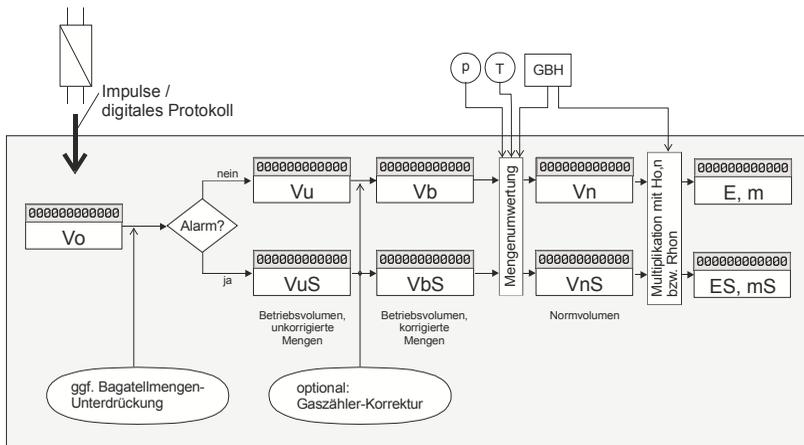 Impulse /
digitales Protokoll
p
T
GBH
000000000000
Vo
Alarm?
nein
ja
000000000000
Vu
000000000000
Vb
Mengenumwertung
000000000000
Vn
Multiplikation mit Ho,n
bzw. Rhon
000000000000
E, m
000000000000
VuS
000000000000
VbS
000000000000
VnS
000000000000
ES, mS
Betriebsvolumen,
unkorrigierte
Mengen
Betriebsvolumen,
korrigierte
Mengen
Normvolumen
ggf. Bagatellmengen-
Unterdrückung
optional:
Gaszähler-Korrektur